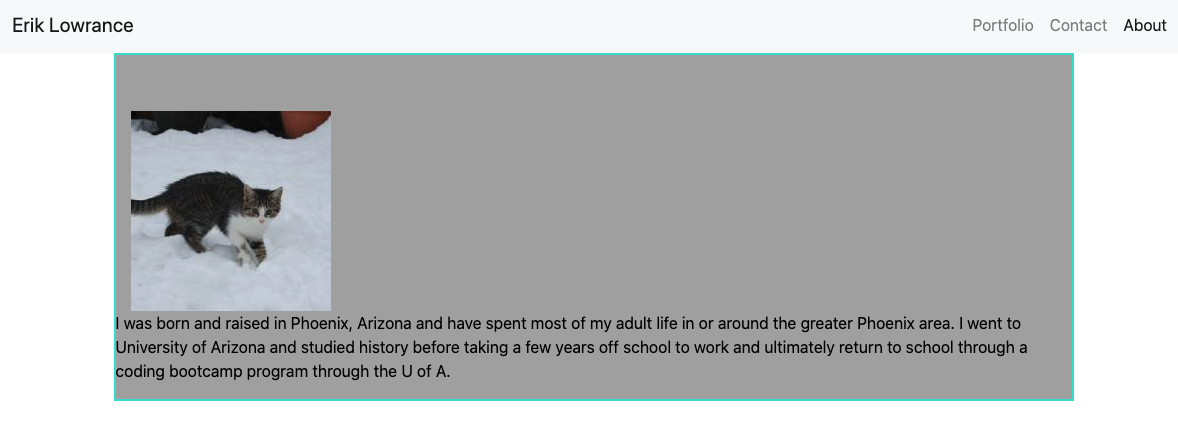 Erik Lowrance
Portfolio Contact About
I was born and raised in Phoenix, Arizona and have spent most of my adult life in or around the greater Phoenix area. I went to
University of Arizona and studied history before taking a few years off school to work and ultimately return to school through a
coding bootcamp program through the U of A.